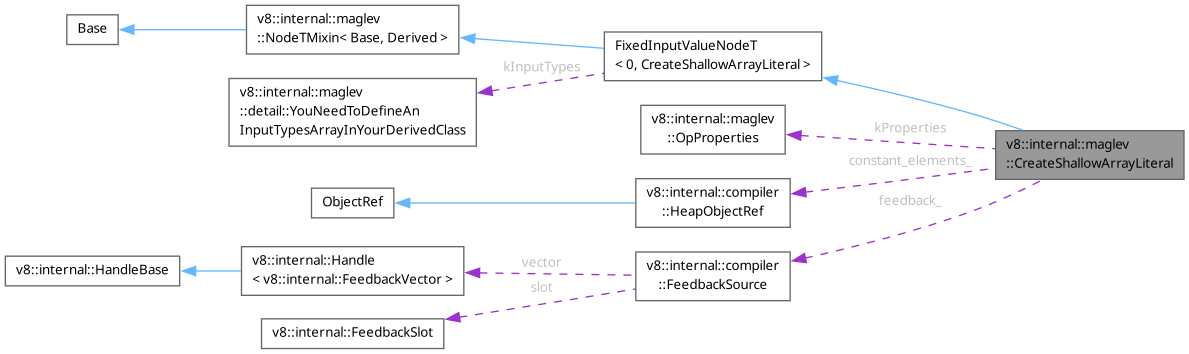 Base
v8::internal::maglev
::NodeTMixin< Base, Derived >
FixedInputValueNodeT
< 0, CreateShallowArrayLiteral >
kInputTypes
v8::internal::maglev
::detail::YouNeedToDefineAn
InputTypesArrayInYourDerivedClass
v8::internal::maglev
::OpProperties
kProperties
v8::internal::maglev
::CreateShallowArrayLiteral
constant_elements_
ObjectRef
v8::internal::compiler
::HeapObjectRef
feedback_
v8::internal::HandleBase
v8::internal::Handle
< v8::internal::FeedbackVector >
vector
slot
v8::internal::compiler
::FeedbackSource
v8::internal::FeedbackSlot